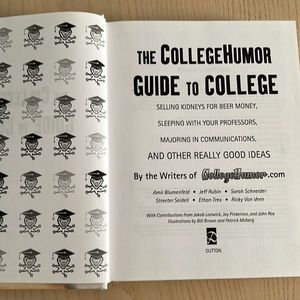 THE COLLEGEHUMOR
GUIDE TO COLLEGE
SELLING KIDNEYS FOR BEER MONEY,
SLEEPING WITH YOUR PROFESSORS,
MAJORING IN COMMUNICATIONS,
AND OTHER REALLY GOOD IDEAS
By the Writers of CollegeHumor.com
Amir Blumenfeld • Jeff Rubin • Sarah Schneider
Streeter Seidell • Ethan Trex • Ricky Van Veen
With Contributions from Jakob Lodwick, Jay Pinkerton, and John Roy
Illustrations by Bill Brown and Patrick Moberg
DUTTON